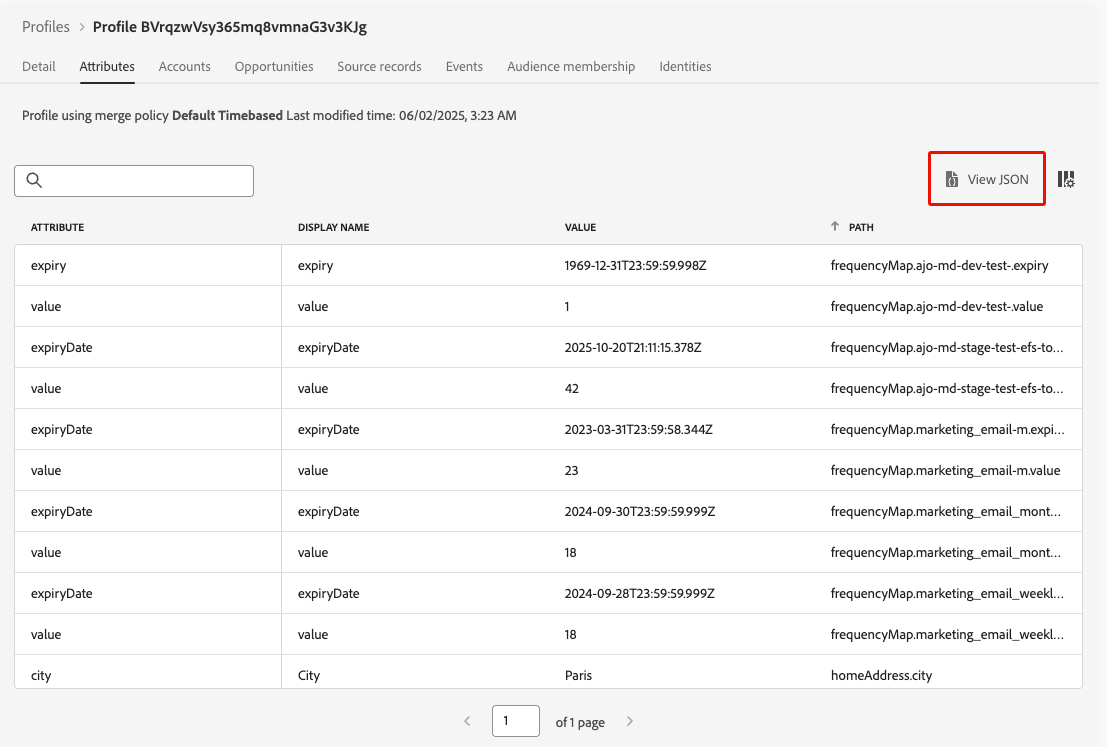 Profiles > Profile BVrqzwVsy365mq8vmnaG3v3KJg
Detail Attributes Accounts Opportunities Source records Events Audience membership Identities
Profile using merge policy Default Timebased Last modified time: 06/02/2025, 3:23 AM
View JSON
ATTRIBUTE DISPLAY NAME VALUE ↑ PATH
expiry expiry 1969-12-31T23:59:59.998Z frequencyMap.ajo-md-dev-test-.expiry
value value 1 frequencyMap.ajo-md-dev-test-.value
expiryDate expiryDate 2025-10-20T21:11:15.378Z frequencyMap.ajo-md-stage-test-efs-to...
value value 42 frequencyMap.ajo-md-stage-test-efs-to...
expiryDate expiryDate 2023-03-31T23:59:58.344Z frequencyMap.marketing_email-m.expi...
value value 23 frequencyMap.marketing_email-m.value
expiryDate expiryDate 2024-09-30T23:59:59.999Z frequencyMap.marketing_email_mont...
value value 18 frequencyMap.marketing_email_mont...
expiryDate expiryDate 2024-09-28T23:59:59.999Z frequencyMap.marketing_email_weekl...
value value 18 frequencyMap.marketing_email_weekl...
city City Paris homeAddress.city
< 1 of 1 page >